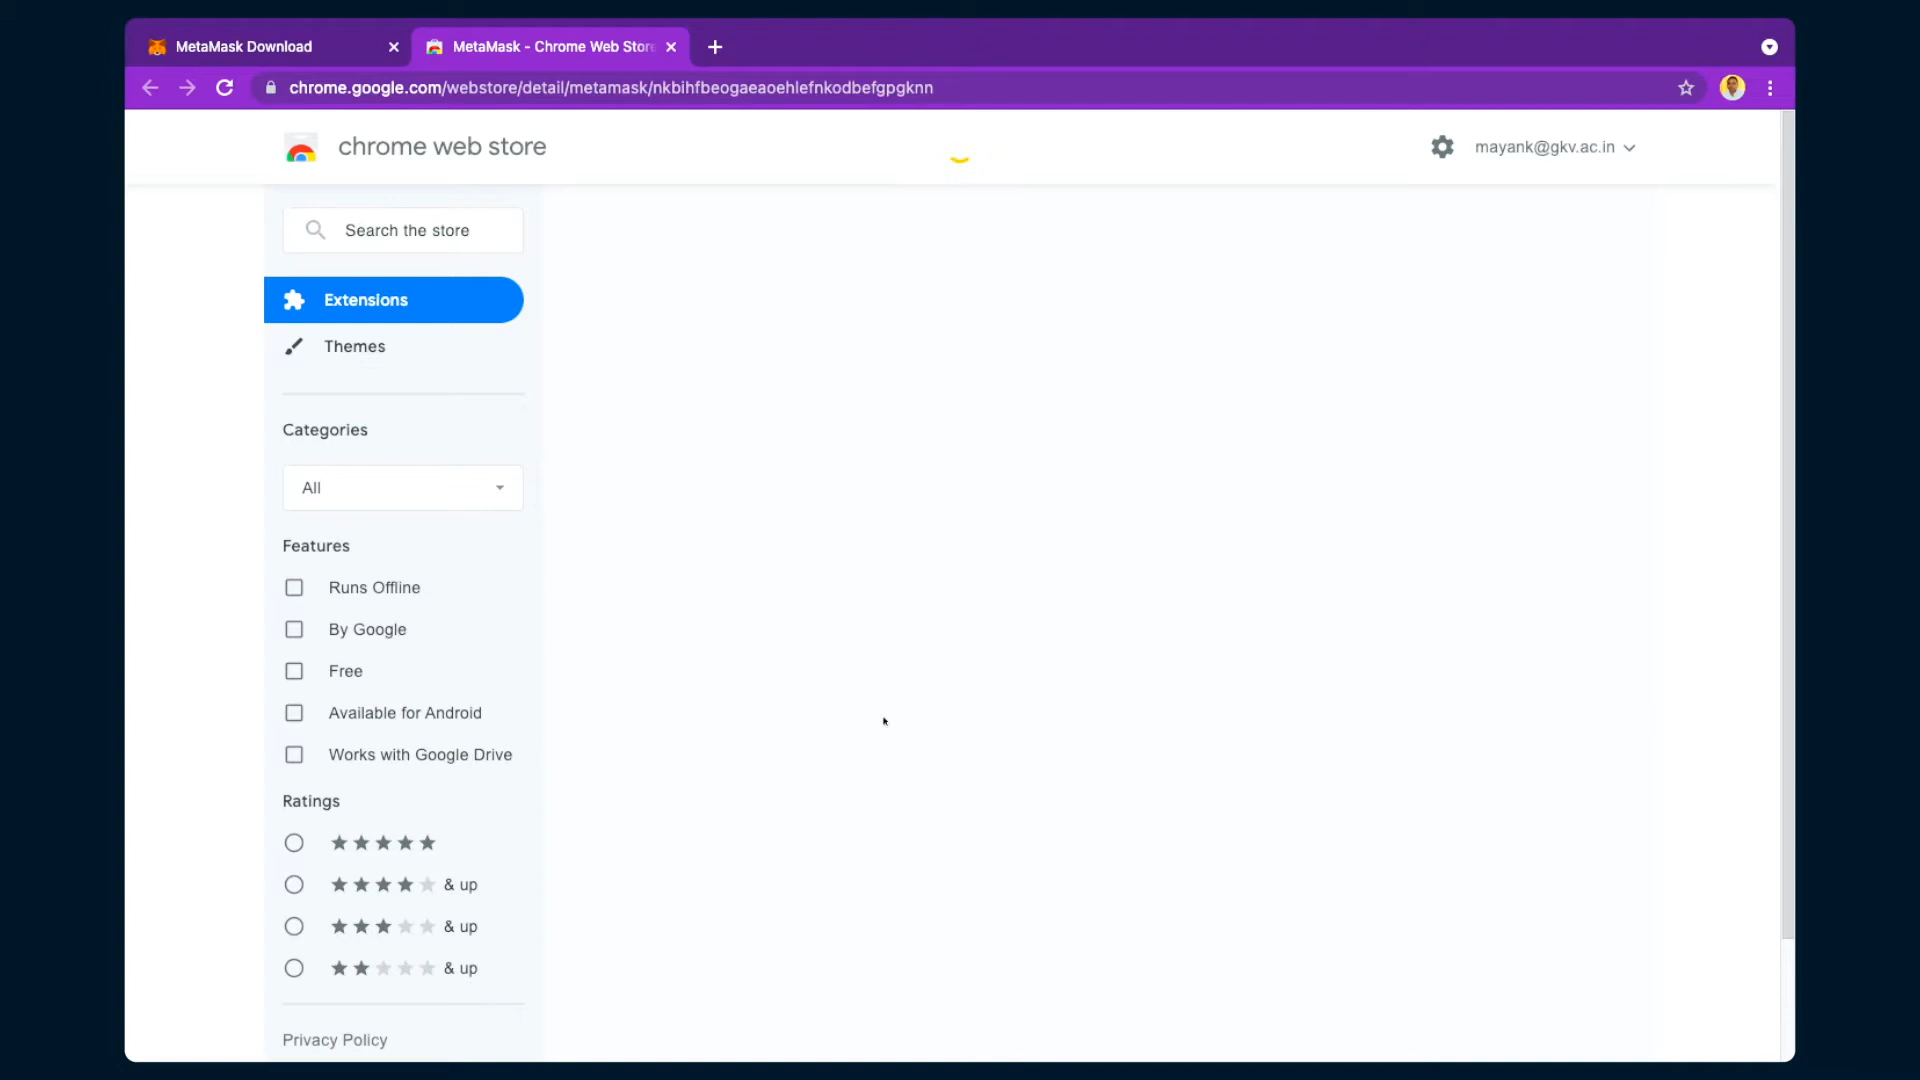 MetaMask Download
MetaMask - Chrome Web Store
chrome.google.com/webstore/detail/metamask/nkbihfbeogaeaoehlefnkodbefgpgknn
chrome web store
mayank@gkv.ac.in
Search the store
Extensions
Themes
Categories
All
Features
Runs Offline
By Google
Free
Available for Android
Works with Google Drive
Ratings
& up
& up
& up
Privacy Policy